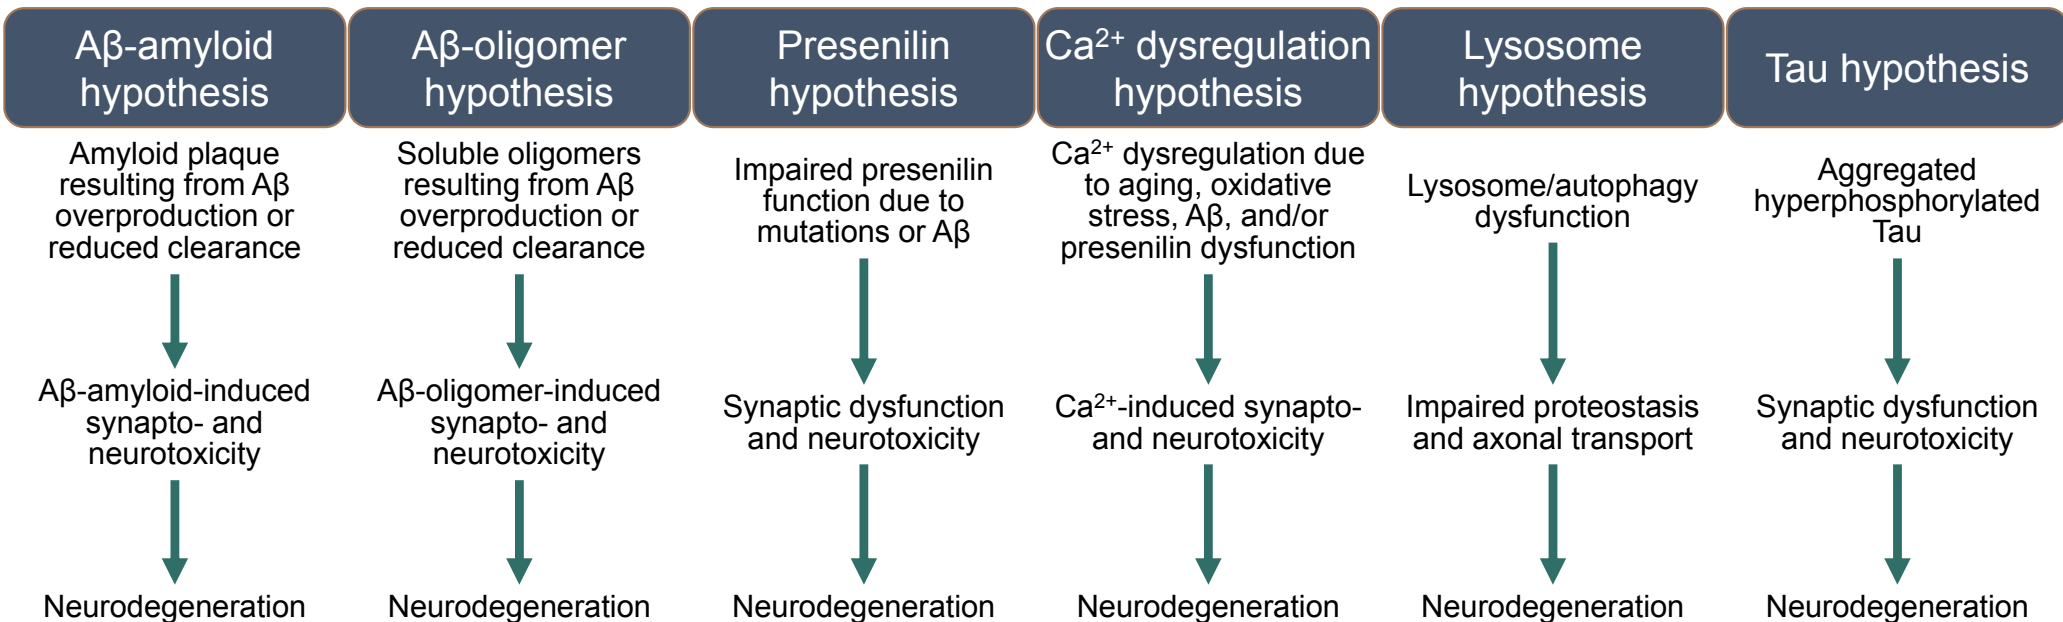 Aβ-amyloid
hypothesis
Amyloid plaque
resulting from Aβ
overproduction or
reduced clearance
Aβ-amyloid-induced
synapto- and
neurotoxicity
Neurodegeneration
Aβ-oligomer
hypothesis
Soluble oligomers
resulting from Aβ
overproduction or
reduced clearance
Aβ-oligomer-induced
synapto- and
neurotoxicity
Neurodegeneration
Presenilin
hypothesis
Impaired presenilin
function due to
mutations or Aβ
Synaptic dysfunction
and neurotoxicity
Neurodegeneration
Ca²⁺ dysregulation
hypothesis
Ca²⁺ dysregulation due
to aging, oxidative
stress, Aβ, and/or
presenilin dysfunction
Ca²⁺-induced synapto-
and neurotoxicity
Neurodegeneration
Lysosome
hypothesis
Lysosome/autophagy
dysfunction
Impaired proteostasis
and axonal transport
Neurodegeneration
Tau hypothesis
Aggregated
hyperphosphorylated
Tau
Synaptic dysfunction
and neurotoxicity
Neurodegeneration